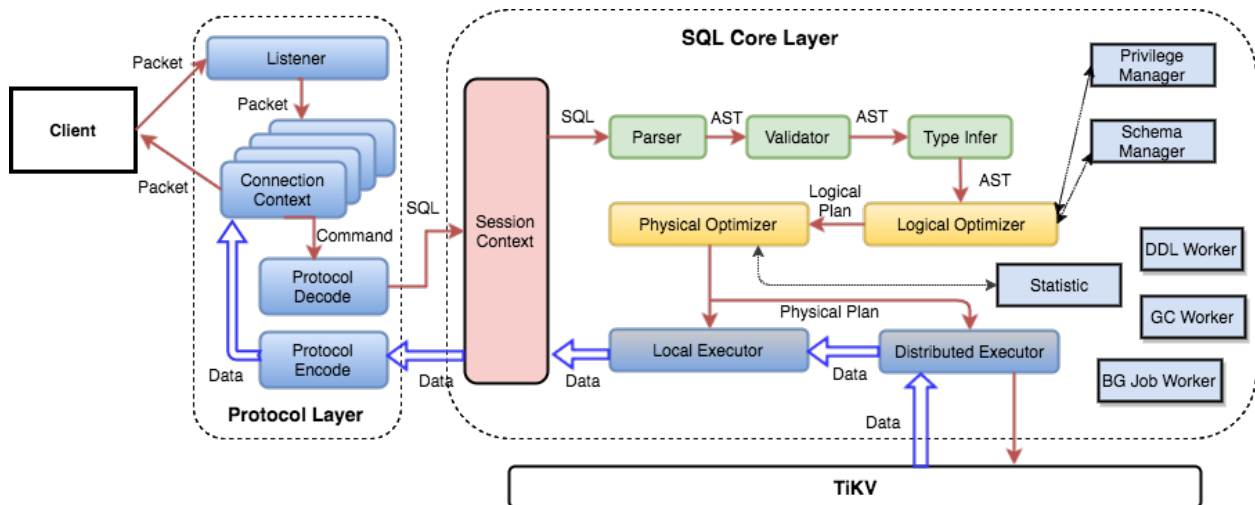 SQL Core Layer
Listener
Packet
Privilege
Manager
Packet
Client
SQL
Parser
AST
Validator
AST
Type Infer
Schema
Manager
Packet
Connection
Context
SQL
AST
Logical
Plan
Command
Session
Context
Physical Optimizer
Logical Optimizer
DDL Worker
Protocol
Decode
Statistic
Physical Plan
GC Worker
Protocol
Encode
Local Executor
Distributed Executor
Data
Data
Data
Data
BG Job Worker
Protocol Layer
Data
TiKV